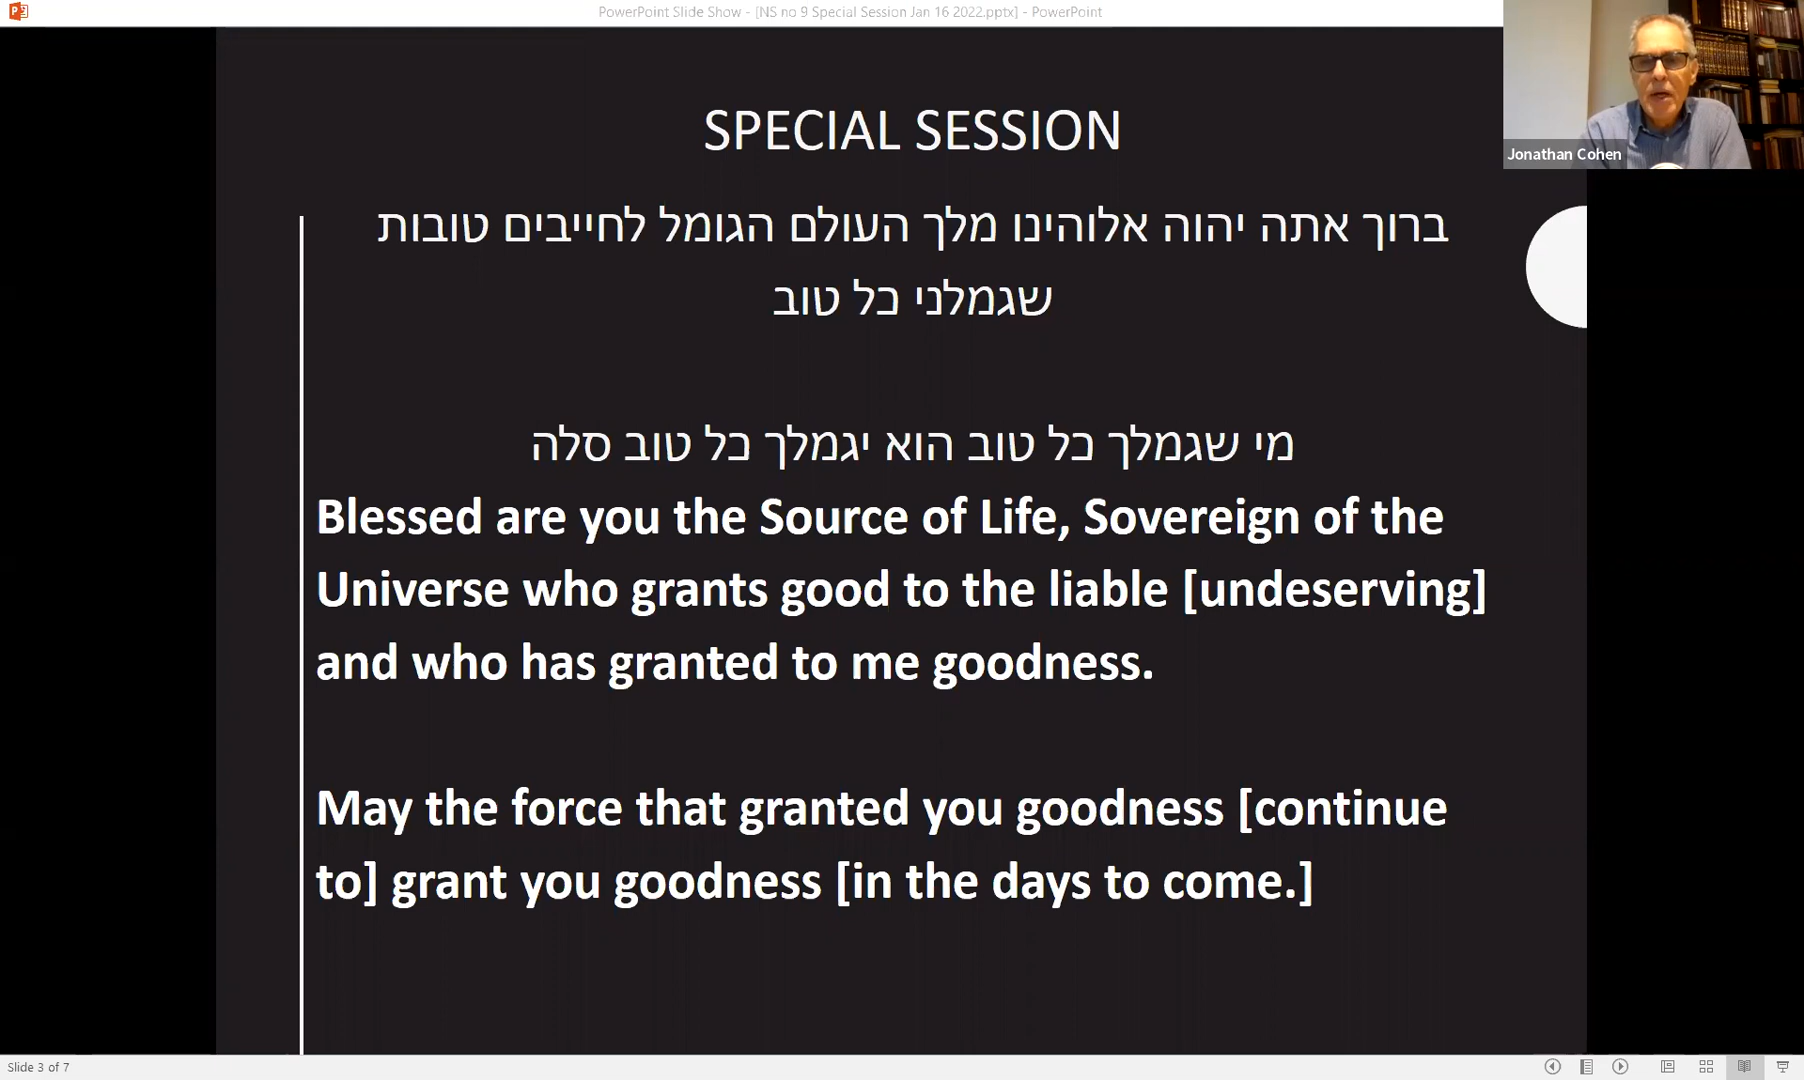 PowerPoint Slide Show - [NS no 9 Special Session Jan 16 2022.pptx] - PowerPoint
Jonathan Cohen
SPECIAL SESSION
ברוך אתה יהוה אלוהינו מלך העולם הגומל לחייבים טובות
שגמלני כל טוב
מי שגמלך כל טוב הוא יגמלך כל טוב סלה
Blessed are you the Source of Life, Sovereign of the
Universe who grants good to the liable [undeserving]
and who has granted to me goodness.
May the force that granted you goodness [continue
to] grant you goodness [in the days to come.]
Slide 3 of 7